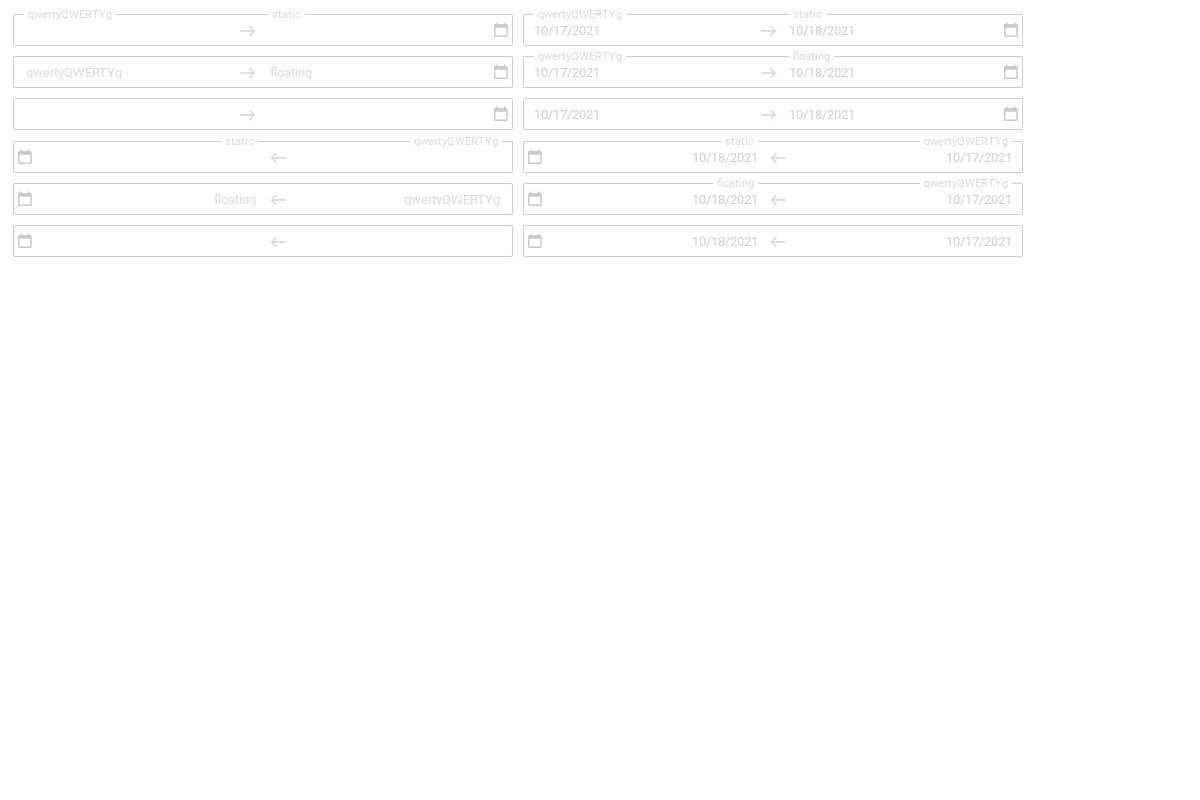 qwertyQWERTYg static qwertyQWERTYg static
10/17/2021 10/18/2021
qwertyQWERTYg floating
qwertyQWERTYg floating 10/17/2021 10/18/2021
10/17/2021 10/18/2021
static qwertyQWERTYg static qwertyQWERTYg
10/18/2021 10/17/2021
floating qwertyQWERTYg
floating qwertyQWERTYg 10/18/2021 10/17/2021
10/18/2021 10/17/2021